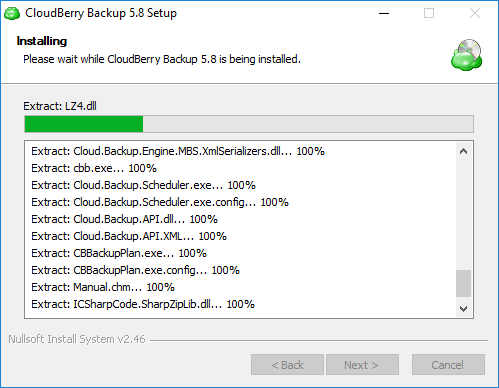 CloudBerry Backup 5.8 Setup
Installing
Please wait while CloudBerry Backup 5.8 is being installed.
Extract: LZ4.dll
Extract: Cloud.Backup.Engine.MBS.XmlSerializers.dll... 100%
Extract: cbb.exe... 100%
Extract: Cloud.Backup.Scheduler.exe... 100%
Extract: Cloud.Backup.Scheduler.exe.config... 100%
Extract: Cloud.Backup.API.dll... 100%
Extract: Cloud.Backup.API.XML... 100%
Extract: CBBackupPlan.exe... 100%
Extract: CBBackupPlan.exe.config... 100%
Extract: Manual.chm... 100%
Extract: ICSharpCode.SharpZipLib.dll... 100%
Nullsoft Install System v2.46
< Back Next > Cancel